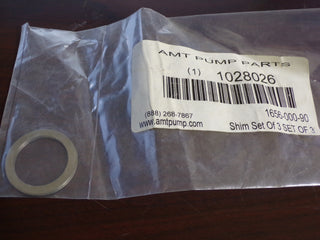 AMT PUMP PARTS
(1) 1028026
(888) 268-7867
www.amtpump.com
1656-000-90
Shim Set Of 3 SET OF 3